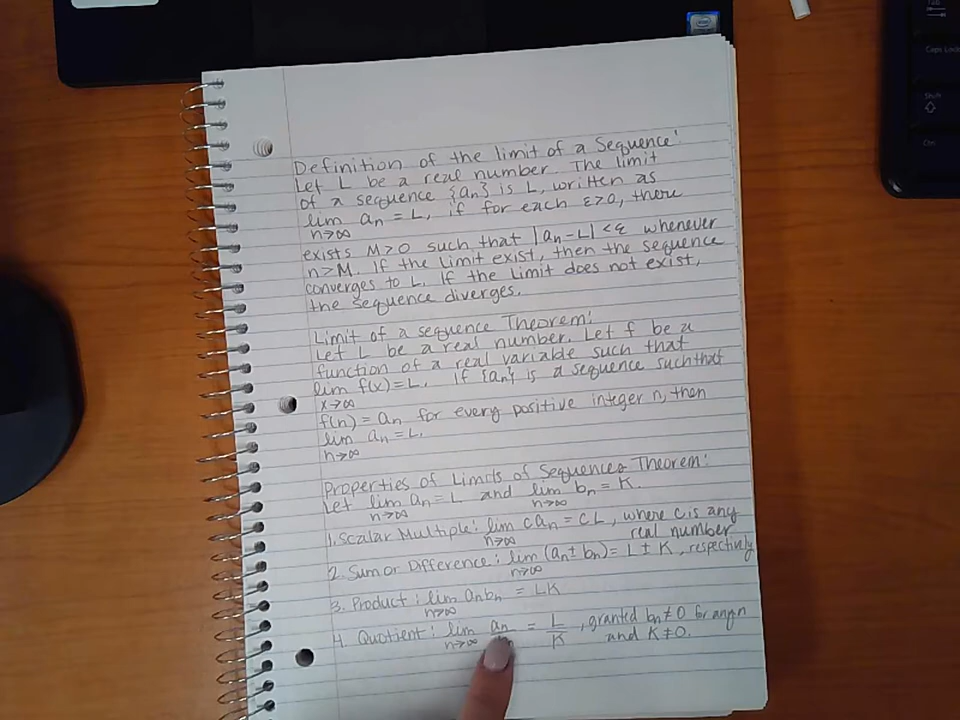 Definition of the limit of a Sequence:
Let L be a real number. The limit
of a sequence {an} is L, written as
lim an = L, if for each ε>0, there
n→∞
exists M>0 such that |an-L|<ε whenever
n>M. If the limit exist, then the sequence
converges to L. If the Limit does not exist,
the sequence diverges.
Limit of a sequence Theorem:
Let L be a real number. Let f be a
function of a real variable such that
lim f(x)=L. If {an} is a sequence such that
x→∞
f(n) = an for every positive integer n, then
lim an = L.
n→∞
Properties of Limits of Sequences Theorem:
Let lim an = L and lim bn = K.
n→∞ n→∞
1. Scalar Multiple: lim can = CL, where c is any
n→∞ real number
2. Sum or Difference: lim (an ± bn) = L ± K, respectively
n→∞
3. Product: lim anbn = LK
n→∞
4. Quotient: lim an = L/K, granted bn≠0 for any n
n→∞ and K≠0.
Caps Lock
Shift
Ctrl